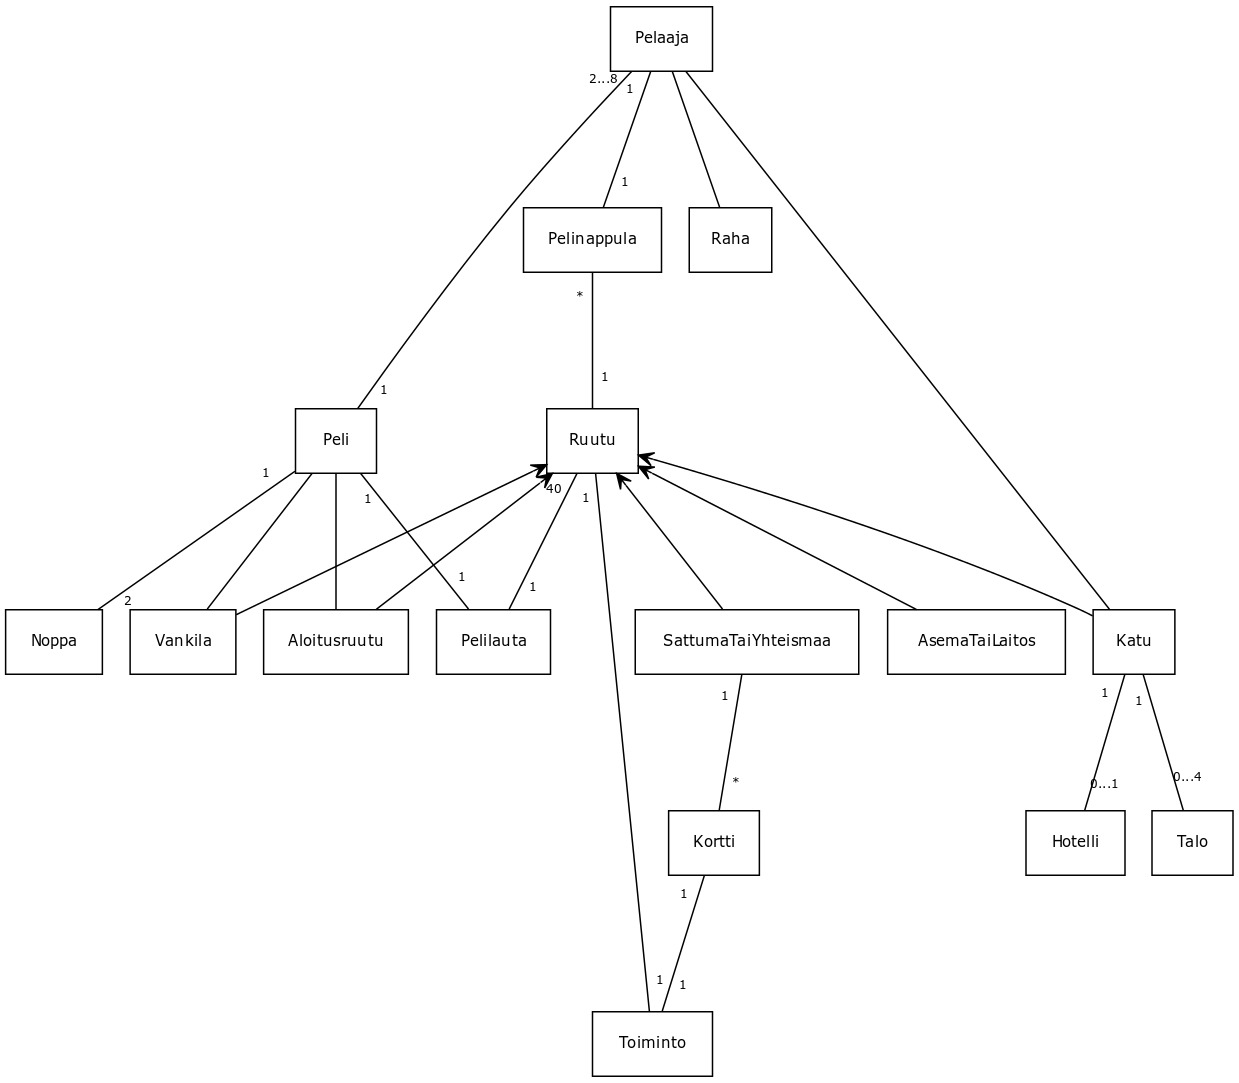 Pelaaja
2...8
1
1
Pelinappula
Raha
*
1
1
Peli
Ruutu
1
1
40
1
1
1
2
Noppa
Vankila
Aloitusruutu
Pelilauta
SattumaTaiYhteismaa
AsemaTaiLaitos
Katu
1
1
1
*
0...1
0...4
Kortti
Hotelli
Talo
1
1
1
Toiminto